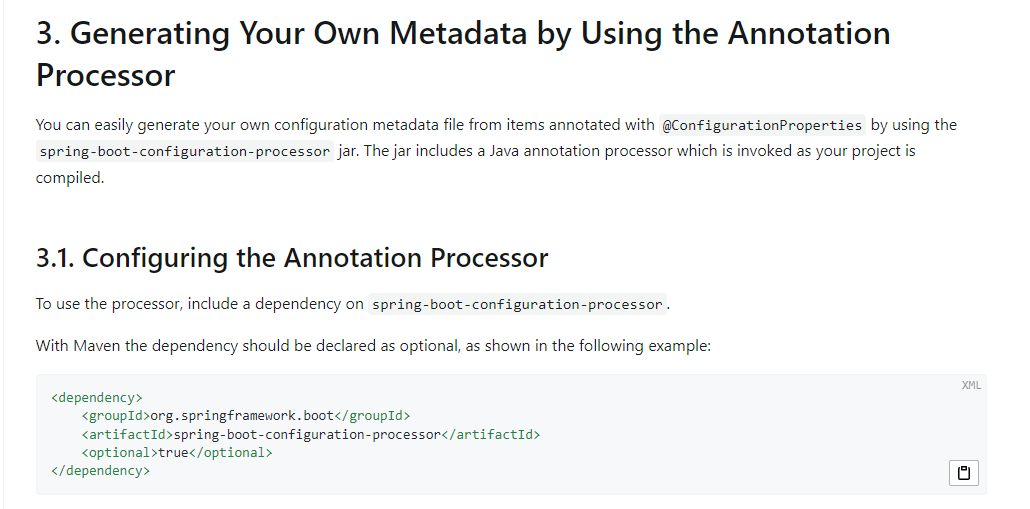 3. Generating Your Own Metadata by Using the Annotation
Processor
You can easily generate your own configuration metadata file from items annotated with @ConfigurationProperties by using the
spring-boot-configuration-processor jar. The jar includes a Java annotation processor which is invoked as your project is
compiled.
3.1. Configuring the Annotation Processor
To use the processor, include a dependency on spring-boot-configuration-processor.
With Maven the dependency should be declared as optional, as shown in the following example:
XML
<dependency>
    <groupId>org.springframework.boot</groupId>
    <artifactId>spring-boot-configuration-processor</artifactId>
    <optional>true</optional>
</dependency>